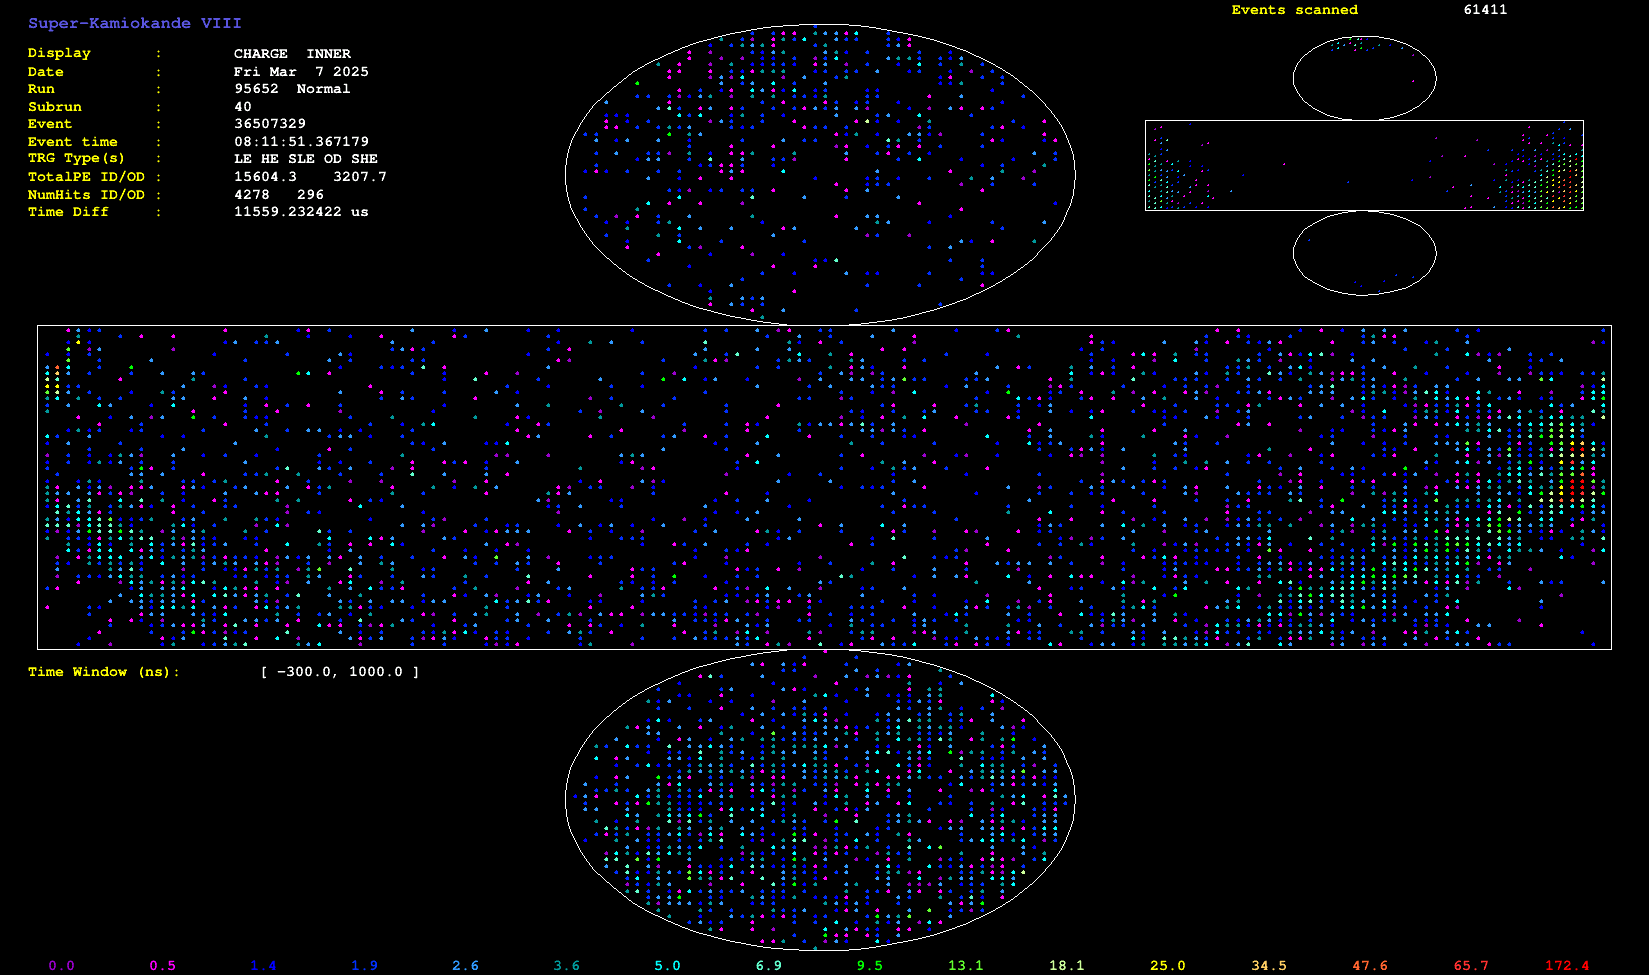 Super-Kamiokande VIII
Events scanned 61411
Display : CHARGE INNER
Date : Fri Mar 7 2025
Run : 95652 Normal
Subrun : 40
Event : 36507329
Event time : 08:11:51.367179
TRG Type(s) : LE HE SLE OD SHE
TotalPE ID/OD : 15604.3 3207.7
NumHits ID/OD : 4278 296
Time Diff : 11559.232422 us
Time Window (ns): [ -300.0, 1000.0 ]
0.0 0.5 1.4 1.9 2.6 3.6 5.0 6.9 9.5 13.1 18.1 25.0 34.5 47.6 65.7 172.4